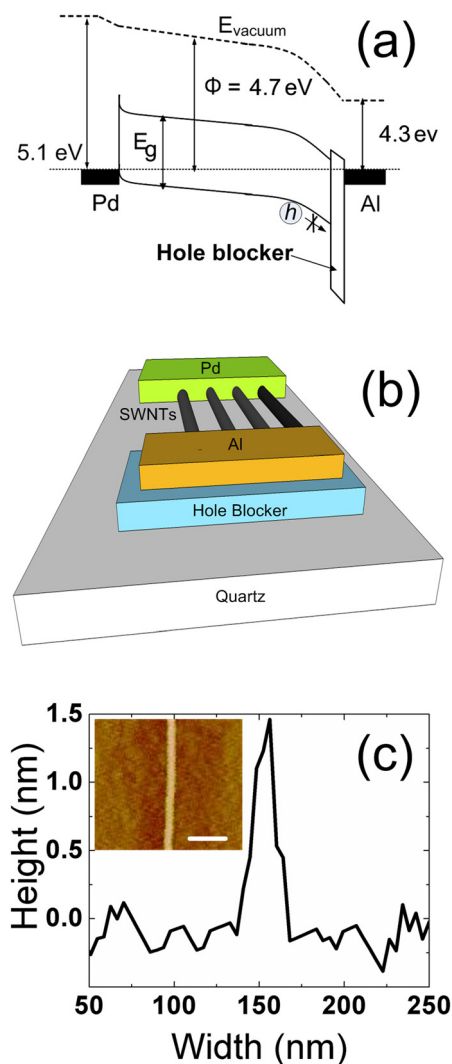 (a)
E_vacuum
Φ = 4.7 eV
5.1 eV
E_g
4.3 ev
Pd
h
Al
Hole blocker
(b)
Pd
SWNTs
Al
Hole Blocker
Quartz
(c)
Height (nm)
1.5
1.0
0.5
0.0
50 100 150 200 250
Width (nm)